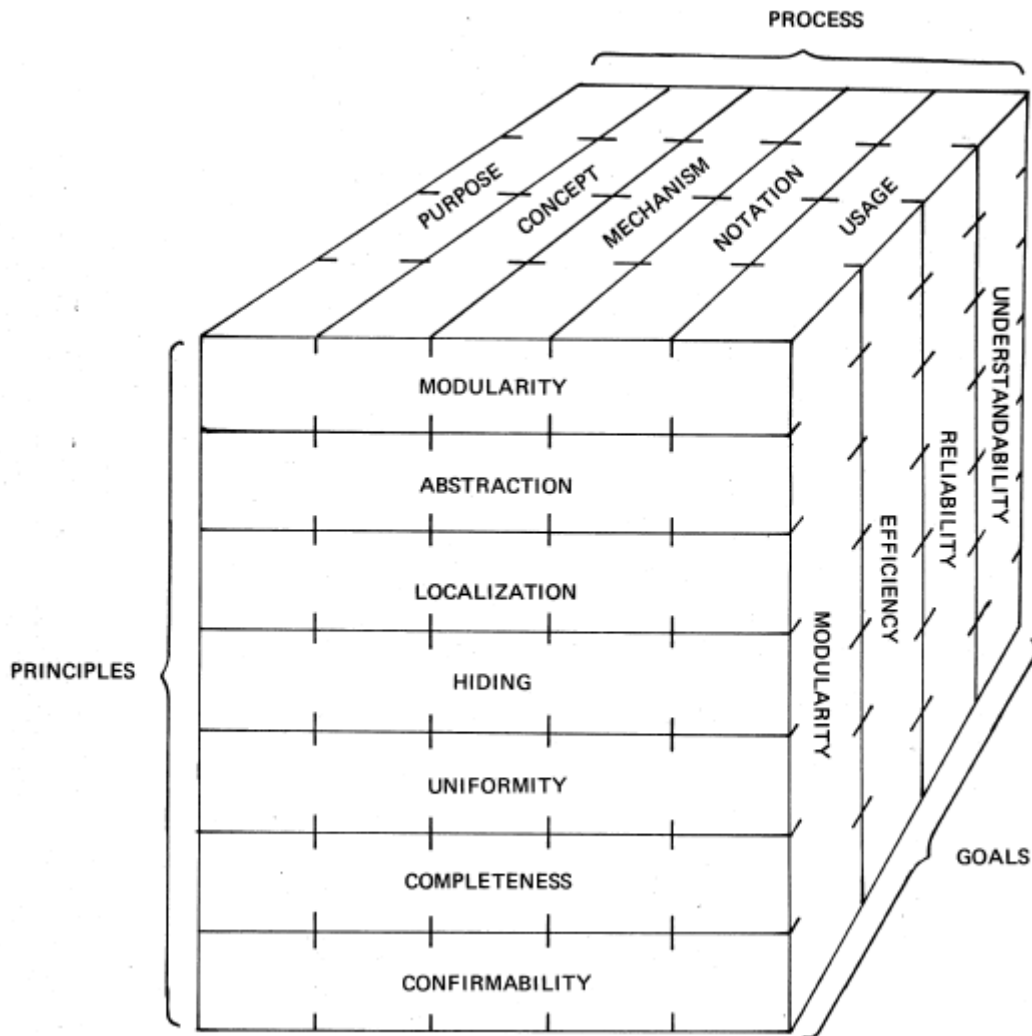 PROCESS
PURPOSE
CONCEPT
MECHANISM
NOTATION
USAGE
PRINCIPLES
MODULARITY
ABSTRACTION
LOCALIZATION
HIDING
UNIFORMITY
COMPLETENESS
CONFIRMABILITY
MODULARITY
EFFICIENCY
RELIABILITY
UNDERSTANDABILITY
GOALS